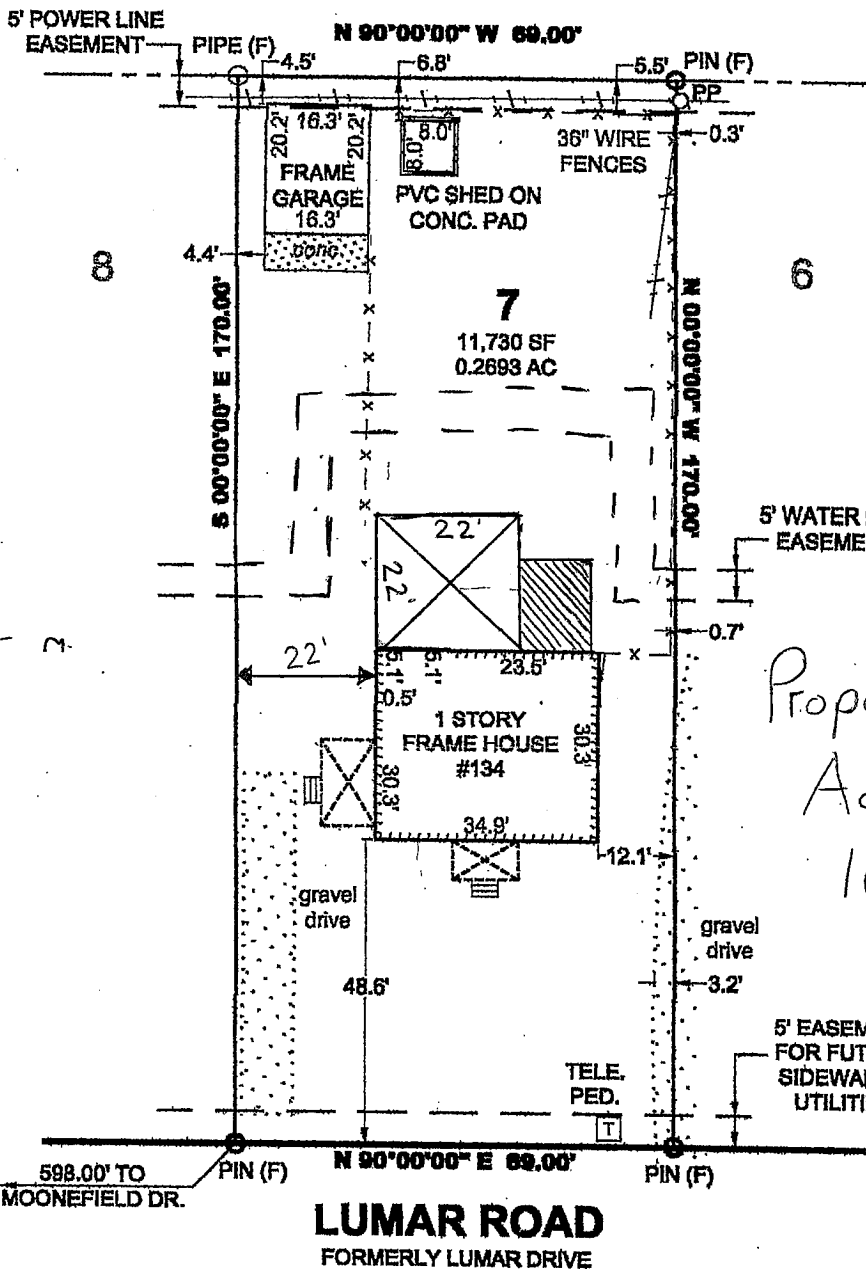 5' POWER LINE
EASEMENT
PIPE (F)
N 90°00'00" W 69.00'
4.5'
6.8'
5.5'
PIN (F)
PP
0.3'
16.3'
20.2'
20.2'
FRAME
GARAGE
16.3'
conc
8.0'
8.0'
PVC SHED ON
CONC. PAD
36" WIRE
FENCES
4.4'
8
6
7
11,730 SF
0.2693 AC
S 00°00'00" E 170.00'
N 00°00'00" W 170.00'
5' WATER
EASEME
22'
22'
22'
0.7'
5.1'
5.1'
23.5'
0.5'
1 STORY
FRAME HOUSE
#134
30.3'
30.3'
34.9'
12.1'
Propo
gravel
drive
gravel
drive
48.6'
3.2'
5' EASEM
FOR FUT
SIDEWA
UTILITI
TELE.
PED.
T
598.00' TO
MOONEFIELD DR.
PIN (F)
N 90°00'00" E 69.00'
PIN (F)
LUMAR ROAD
FORMERLY LUMAR DRIVE